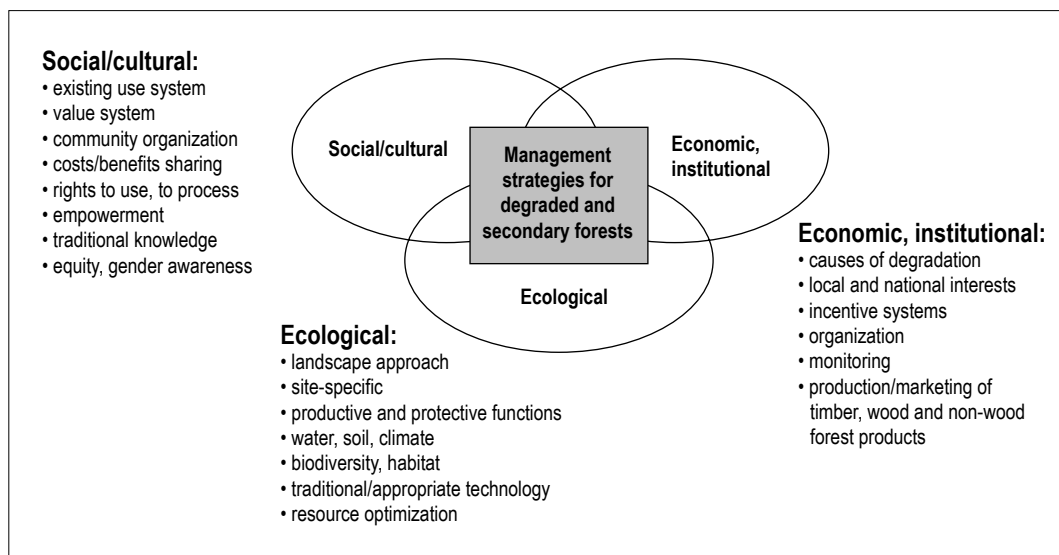 Social/cultural:
• existing use system
• value system
• community organization
• costs/benefits sharing
• rights to use, to process
• empowerment
• traditional knowledge
• equity, gender awareness
Social/cultural
Management
strategies for
degraded and
secondary forests
Economic,
institutional
Ecological
Economic, institutional:
• causes of degradation
• local and national interests
• incentive systems
• organization
• monitoring
• production/marketing of
timber, wood and non-wood
forest products
Ecological:
• landscape approach
• site-specific
• productive and protective functions
• water, soil, climate
• biodiversity, habitat
• traditional/appropriate technology
• resource optimization